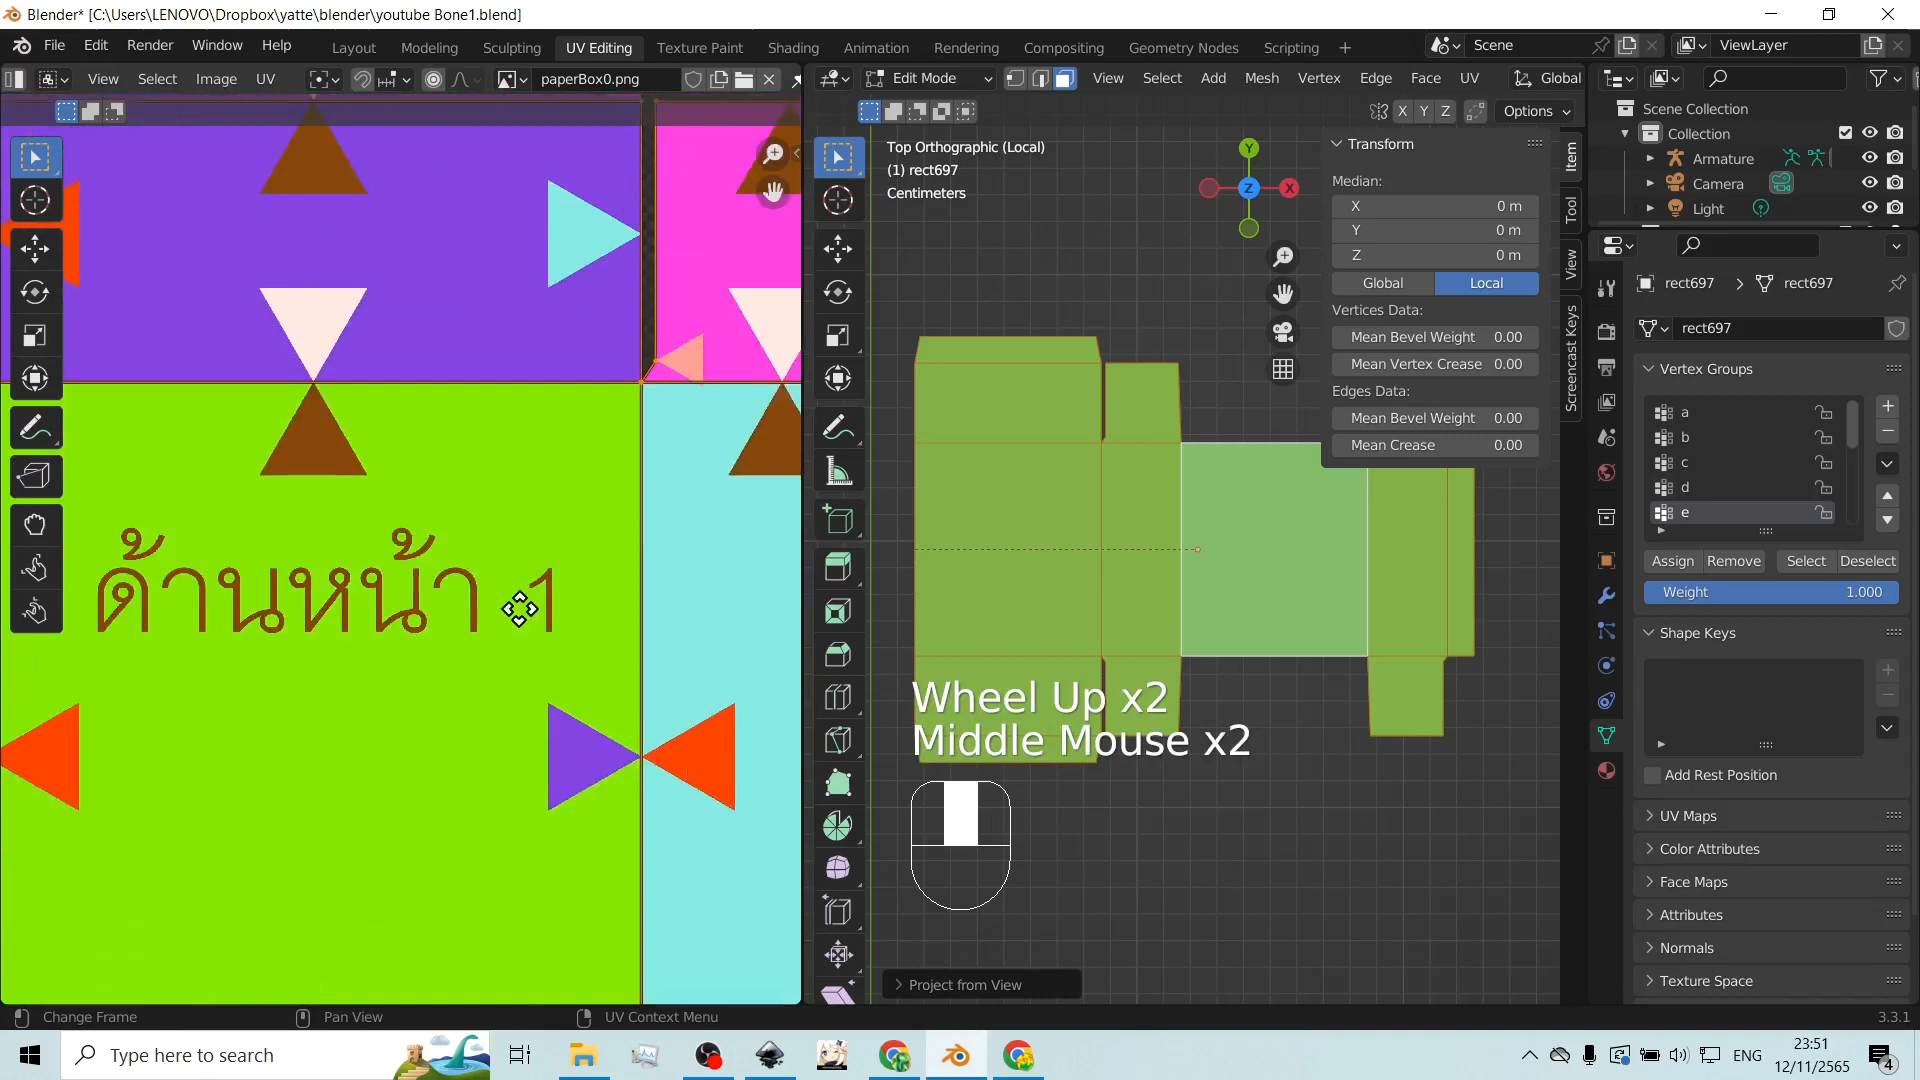 Blender* [C:\Users\LENOVO\Dropbox\yatte\blender\youtube Bone1.blend]
File Edit Render Window Help Layout Modeling Sculpting UV Editing Texture Paint Shading Animation Rendering Compositing Geometry Nodes Scripting + Scene ViewLayer
View Select Image UV paperBox0.png Edit Mode View Select Add Mesh Vertex Edge Face UV Global
X Y Z Options
Top Orthographic (Local)
(1) rect697
Centimeters
Y
Z X
Transform
Median:
X 0 m
Y 0 m
Z 0 m
Global Local
Vertices Data:
Mean Bevel Weight 0.00
Mean Vertex Crease 0.00
Edges Data:
Mean Bevel Weight 0.00
Mean Crease 0.00
Item
Tool
View
Screencast Keys
Scene Collection
Collection
Armature
Camera
Light
rect697 > rect697
rect697
Vertex Groups
a
b
c
d
e
Assign Remove Select Deselect
Weight 1.000
Shape Keys
Add Rest Position
UV Maps
Color Attributes
Face Maps
Attributes
Normals
Texture Space
ด้านหน้า 1
Wheel Up x2
Middle Mouse x2
Project from View
Change Frame Pan View UV Context Menu 3.3.1
Type here to search
ENG
23:51
12/11/2565
4